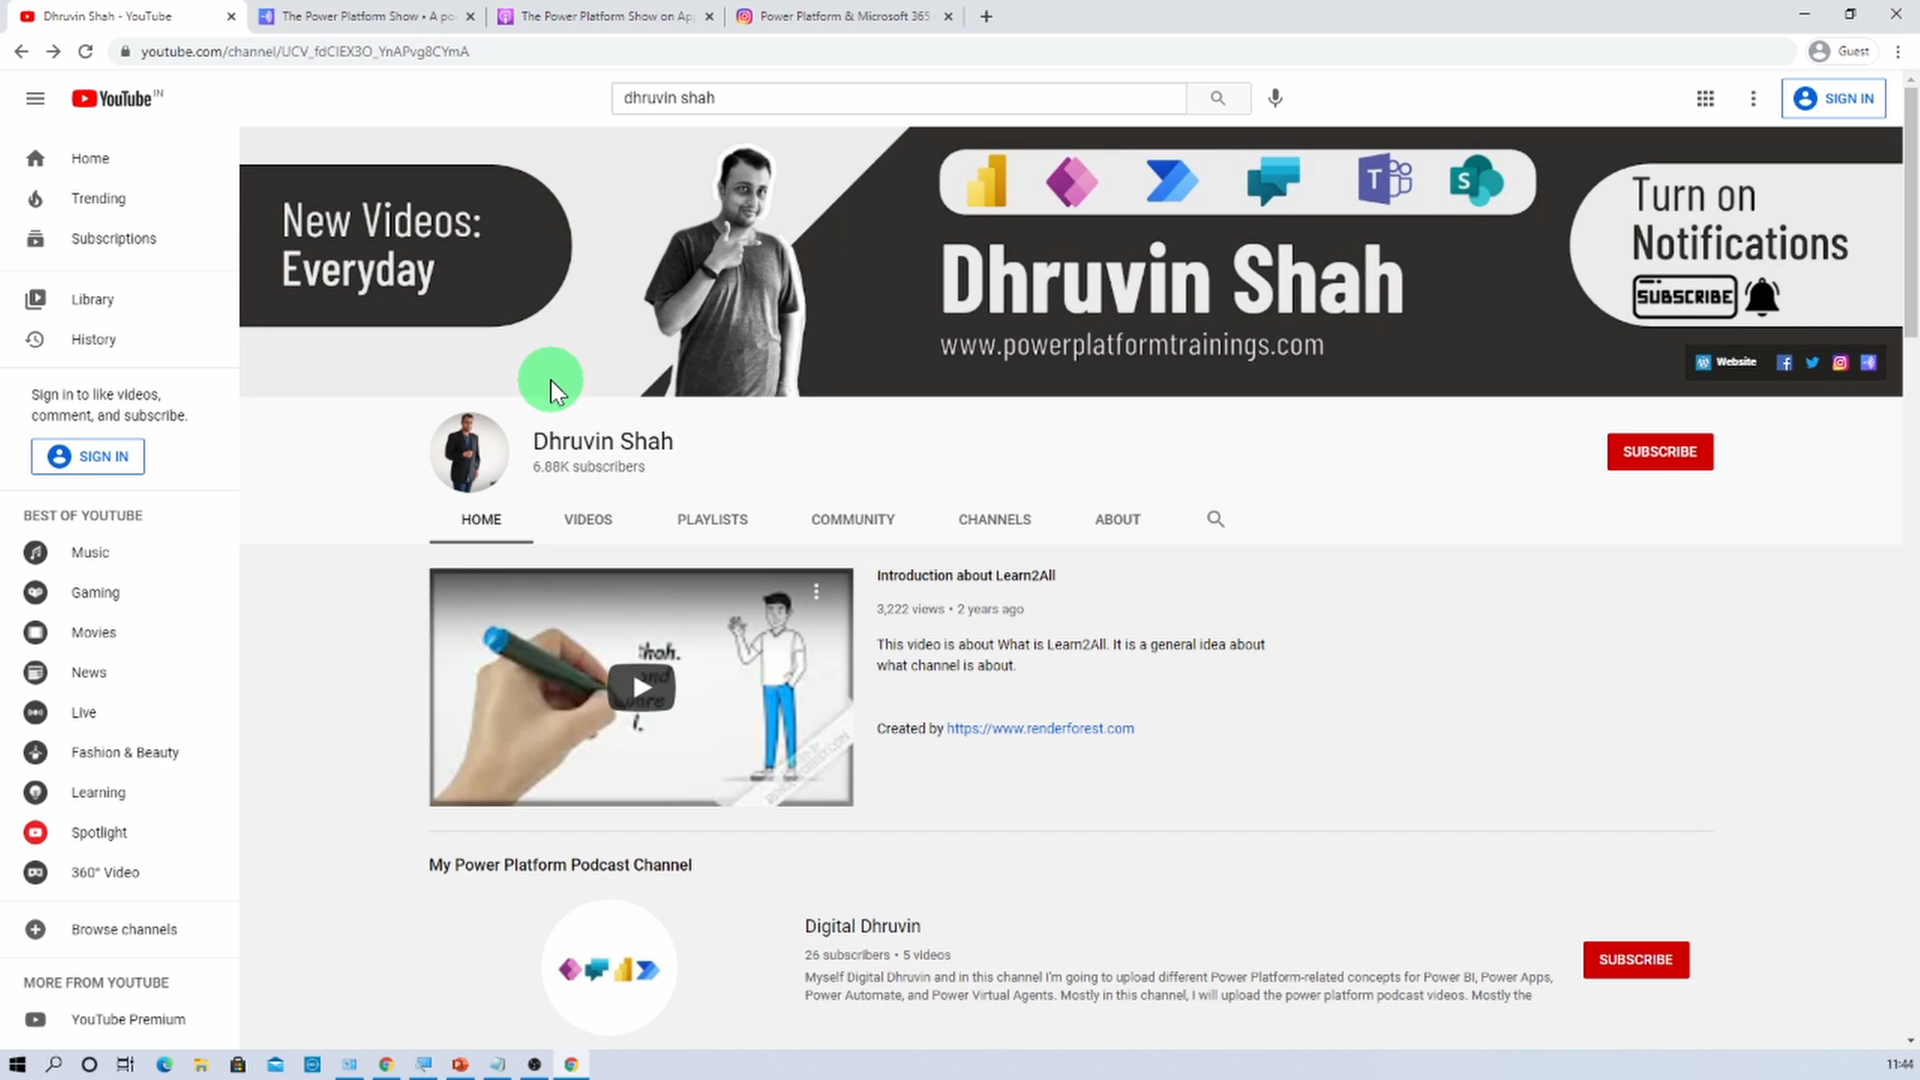 Dhruvin Shah - YouTube
The Power Platform Show • A po
The Power Platform Show on Ap
Power Platform & Microsoft 365
youtube.com/channel/UCV_fdCIEX3O_YnAPvg8CYmA
Guest
YouTube IN
dhruvin shah
SIGN IN
Home
Trending
Subscriptions
Library
History
Sign in to like videos,
comment, and subscribe.
SIGN IN
BEST OF YOUTUBE
Music
Gaming
Movies
News
Live
Fashion & Beauty
Learning
Spotlight
360° Video
Browse channels
MORE FROM YOUTUBE
YouTube Premium
New Videos:
Everyday
Dhruvin Shah
www.powerplatformtrainings.com
Turn on
Notifications
SUBSCRIBE
Website
Dhruvin Shah
6.88K subscribers
SUBSCRIBE
HOME
VIDEOS
PLAYLISTS
COMMUNITY
CHANNELS
ABOUT
Introduction about Learn2All
3,222 views • 2 years ago
This video is about What is Learn2All. It is a general idea about
what channel is about.
Created by https://www.renderforest.com
My Power Platform Podcast Channel
Digital Dhruvin
26 subscribers • 5 videos
Myself Digital Dhruvin and in this channel I'm going to upload different Power Platform-related concepts for Power BI, Power Apps,
Power Automate, and Power Virtual Agents. Mostly in this channel, I will upload the power platform podcast videos. Mostly the
SUBSCRIBE
11:44